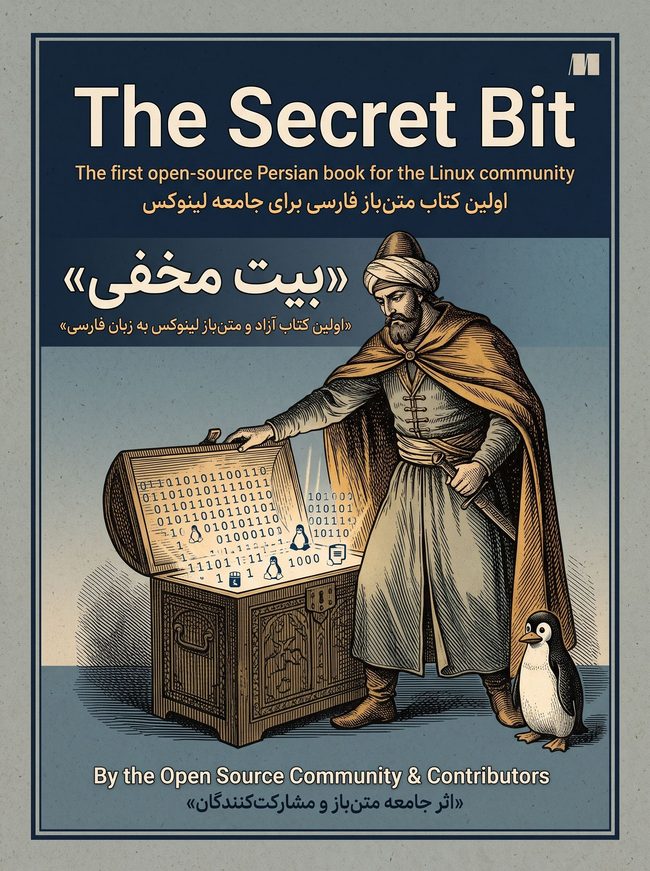 The Secret Bit
The first open-source Persian book for the Linux community
اولین کتاب متن‌باز فارسی برای جامعه لینوکس
«بیت مخفی»
«اولین کتاب آزاد و متن‌باز لینوکس به زبان فارسی»
By the Open Source Community & Contributors
«اثر جامعه متن‌باز و مشارکت‌کنندگان»